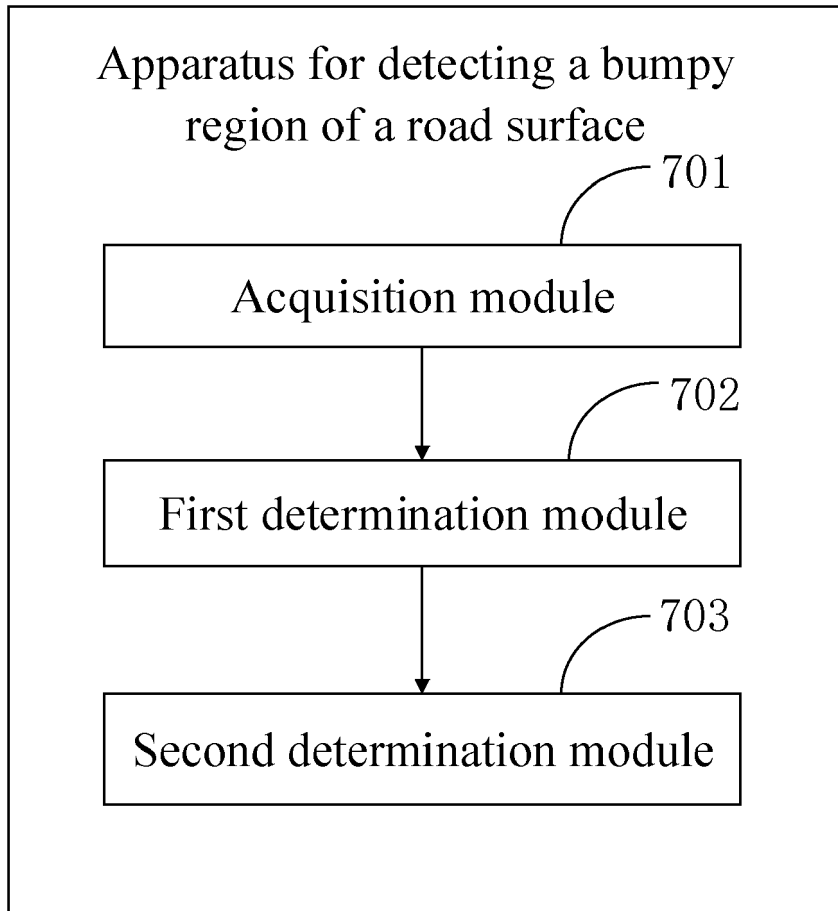 Apparatus for detecting a bumpy
region of a road surface
701
Acquisition module
702
First determination module
703
Second determination module